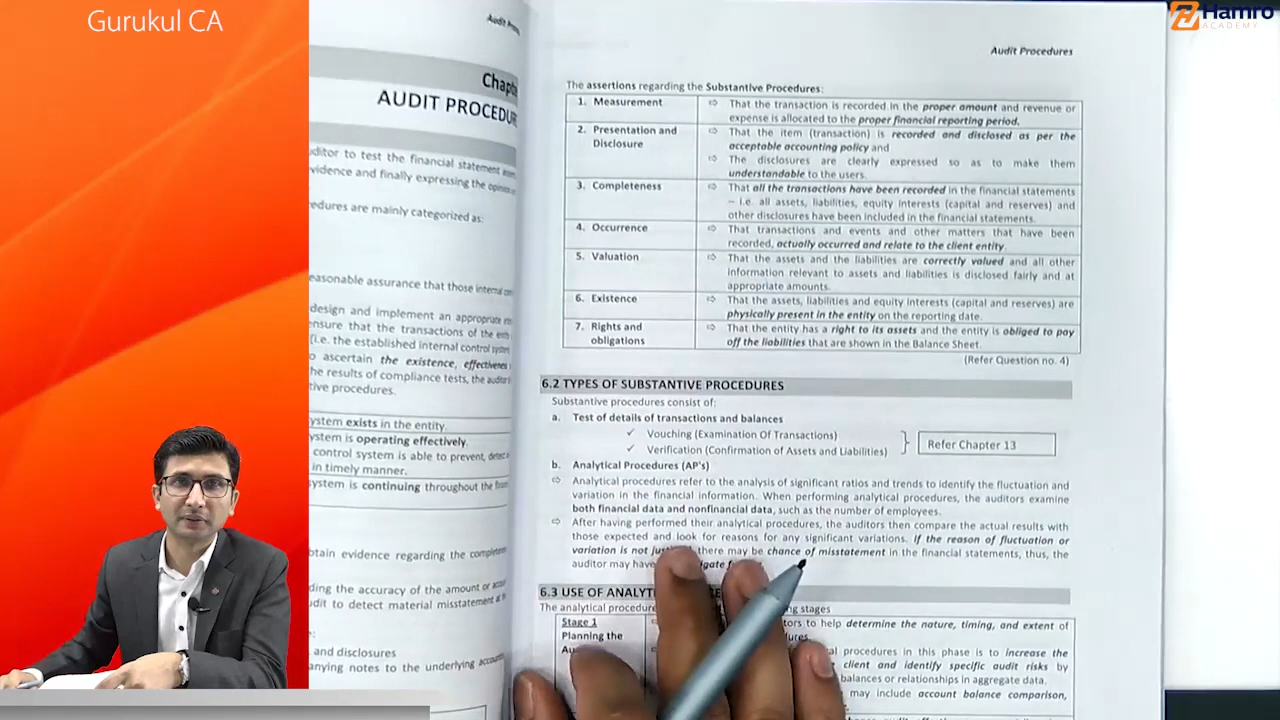 Gurukul CA
Hamro
ACADEMY
Audit
Chapt
AUDIT PROCEDU
uditor to test the financial statement
vidence and finally expressing the opinion
edures are mainly categorized as:
easonable assurance that those internal
design and implement an appropriate
ensure that the transactions of the
(i.e. the established internal control system
o ascertain the existence, effectiveness
he results of compliance tests, the auditor
tive procedures.
ystem exists in the entity.
ystem is operating effectively.
control system is able to prevent, detect
in timely manner.
ystem is continuing throughout the
btain evidence regarding the completen
ding the accuracy of the amount or
udit to detect material misstatement
e:
and disclosures
anying notes to the underlying
Audit Procedures
The assertions regarding the Substantive Procedures:
1. Measurement ⇨ That the transaction is recorded in the proper amount and revenue or
expense is allocated to the proper financial reporting period.
2. Presentation and ⇨ That the item (transaction) is recorded and disclosed as per the
Disclosure acceptable accounting policy and
⇨ The disclosures are clearly expressed so as to make them
understandable to the users.
3. Completeness ⇨ That all the transactions have been recorded in the financial statements
– i.e. all assets, liabilities, equity interests (capital and reserves) and
other disclosures have been included in the financial statements.
4. Occurrence ⇨ That transactions and events and other matters that have been
recorded, actually occurred and relate to the client entity.
5. Valuation ⇨ That the assets and the liabilities are correctly valued and all other
information relevant to assets and liabilities is disclosed fairly and at
appropriate amounts.
6. Existence ⇨ That the assets, liabilities and equity interests (capital and reserves) are
physically present in the entity on the reporting date.
7. Rights and ⇨ That the entity has a right to its assets and the entity is obliged to pay
obligations off the liabilities that are shown in the Balance Sheet.
(Refer Question no. 4)
6.2 TYPES OF SUBSTANTIVE PROCEDURES
Substantive procedures consist of:
a. Test of details of transactions and balances
✓ Vouching (Examination Of Transactions)
✓ Verification (Confirmation of Assets and Liabilities) } Refer Chapter 13
b. Analytical Procedures (AP's)
⇨ Analytical procedures refer to the analysis of significant ratios and trends to identify the fluctuation and
variation in the financial information. When performing analytical procedures, the auditors examine
both financial data and nonfinancial data, such as the number of employees.
⇨ After having performed their analytical procedures, the auditors then compare the actual results with
those expected and look for reasons for any significant variations. If the reason of fluctuation or
variation is not there may be chance of misstatement in the financial statements, thus, the
auditor may have
6.3 USE OF ANALYT
The analytical procedure stages
Stage 1 tors to help determine the nature, timing, and extent of
Planning the
procedures in this phase is to increase the
client and identify specific audit risks by
balances or relationships in aggregate data.
may include account balance comparison,